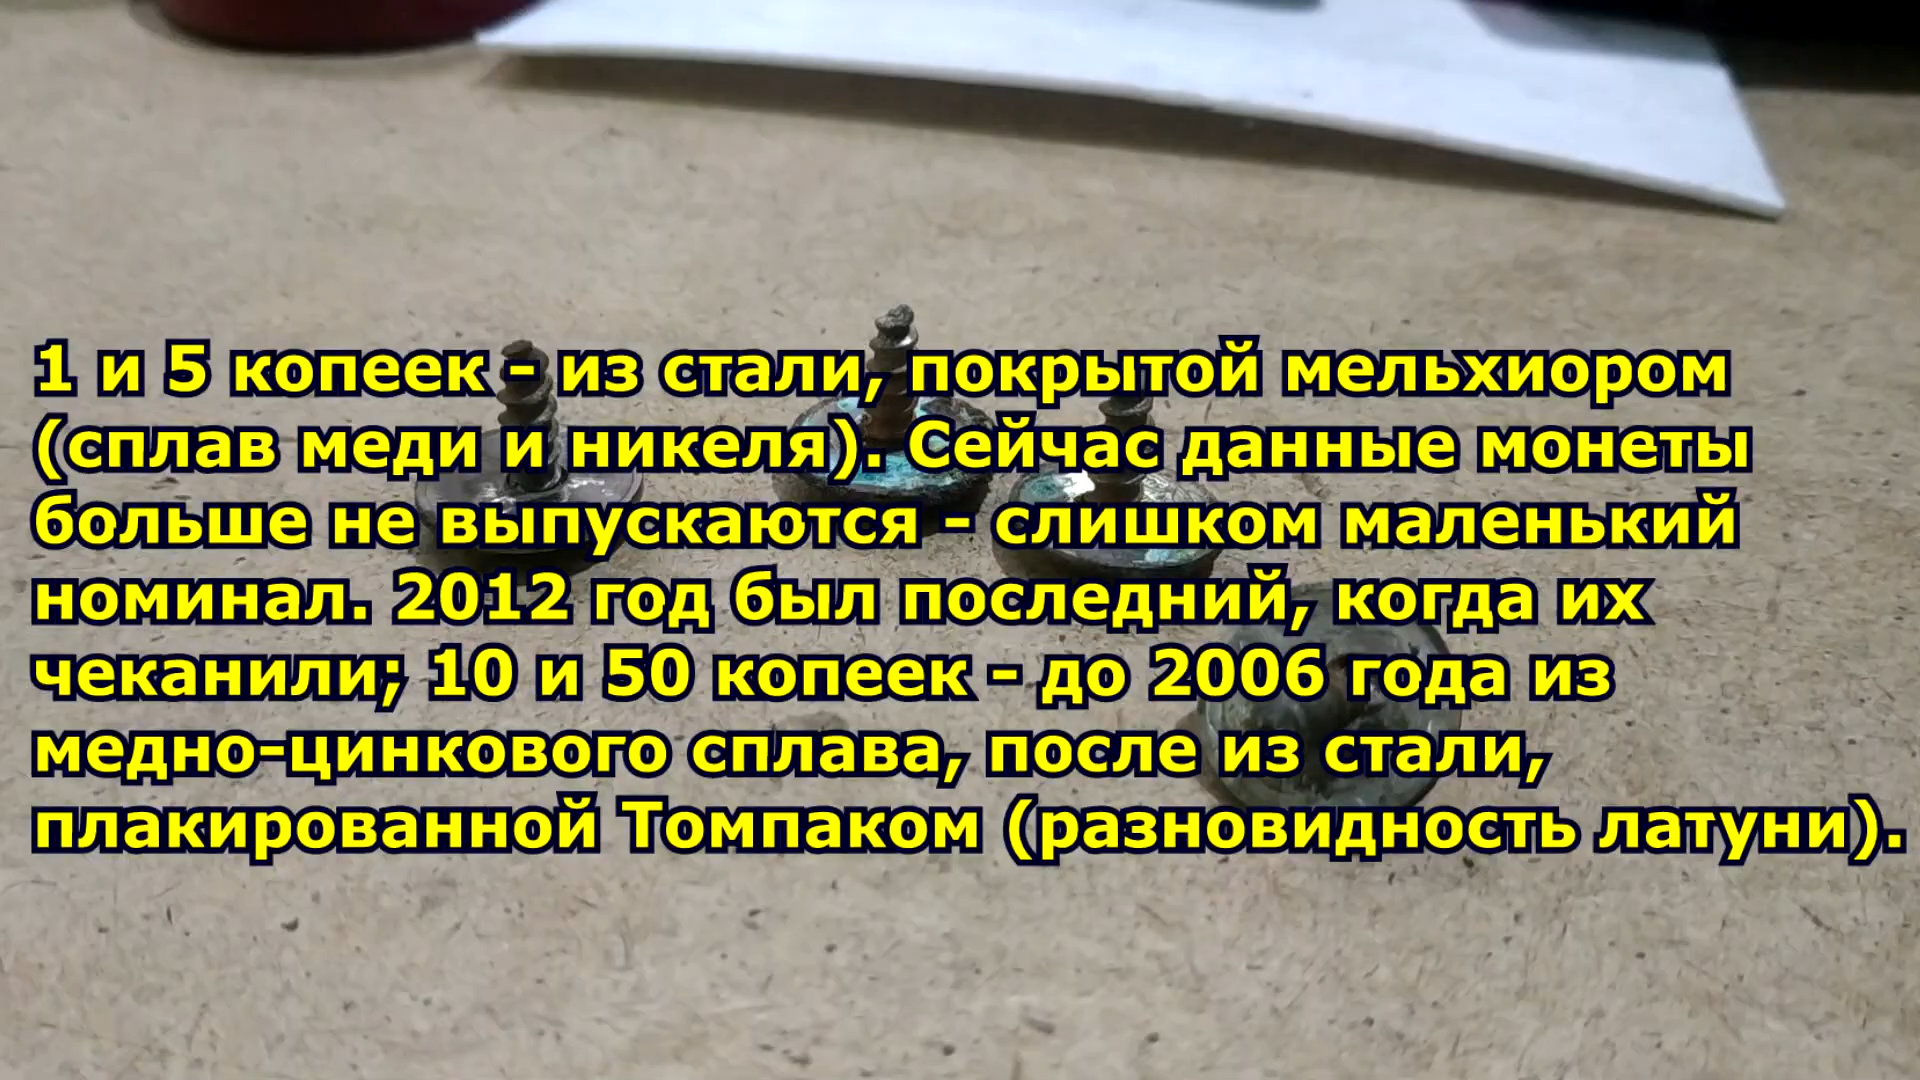 1 и 5 копеек - из стали, покрытой мельхиором
(сплав меди и никеля). Сейчас данные монеты
больше не выпускаются - слишком маленький
номинал. 2012 год был последний, когда их
чеканили; 10 и 50 копеек - до 2006 года из
медно-цинкового сплава, после из стали,
плакированной Томпаком (разновидность латуни).